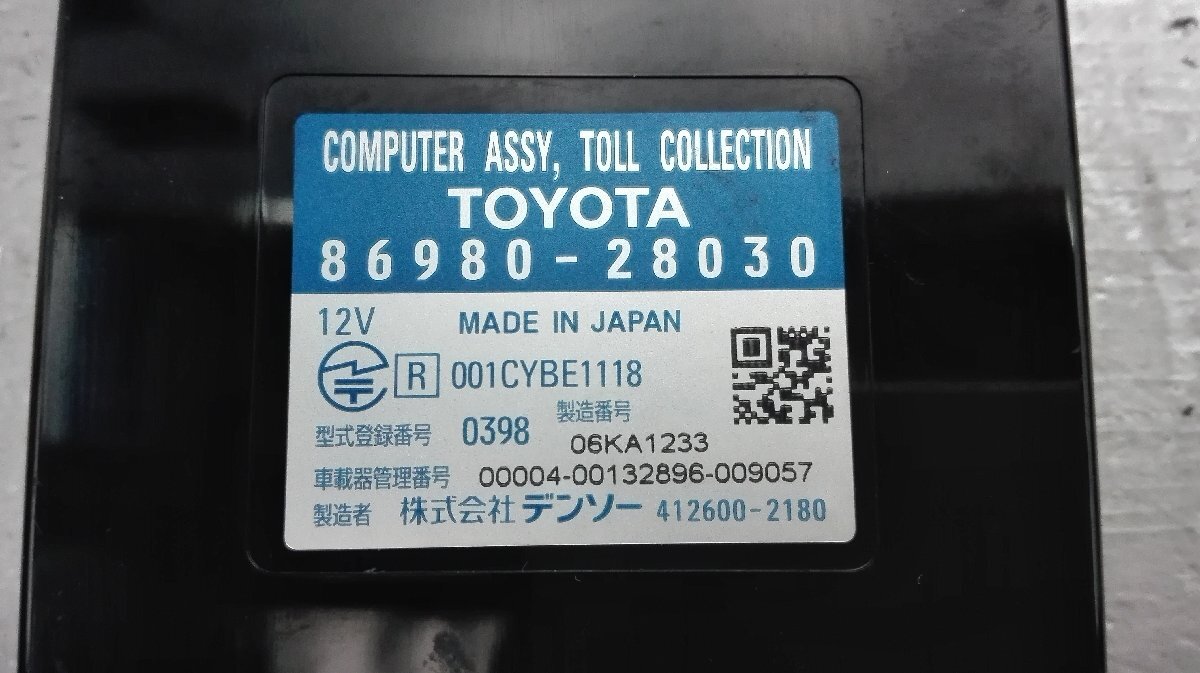 COMPUTER ASSY, TOLL COLLECTION
TOYOTA
86980-28030
12V MADE IN JAPAN
R 001CYBE1118
型式登録番号 0398 製造番号 06KA1233
車載器管理番号 00004-00132896-009057
製造者 株式会社 デンソー 412600-2180